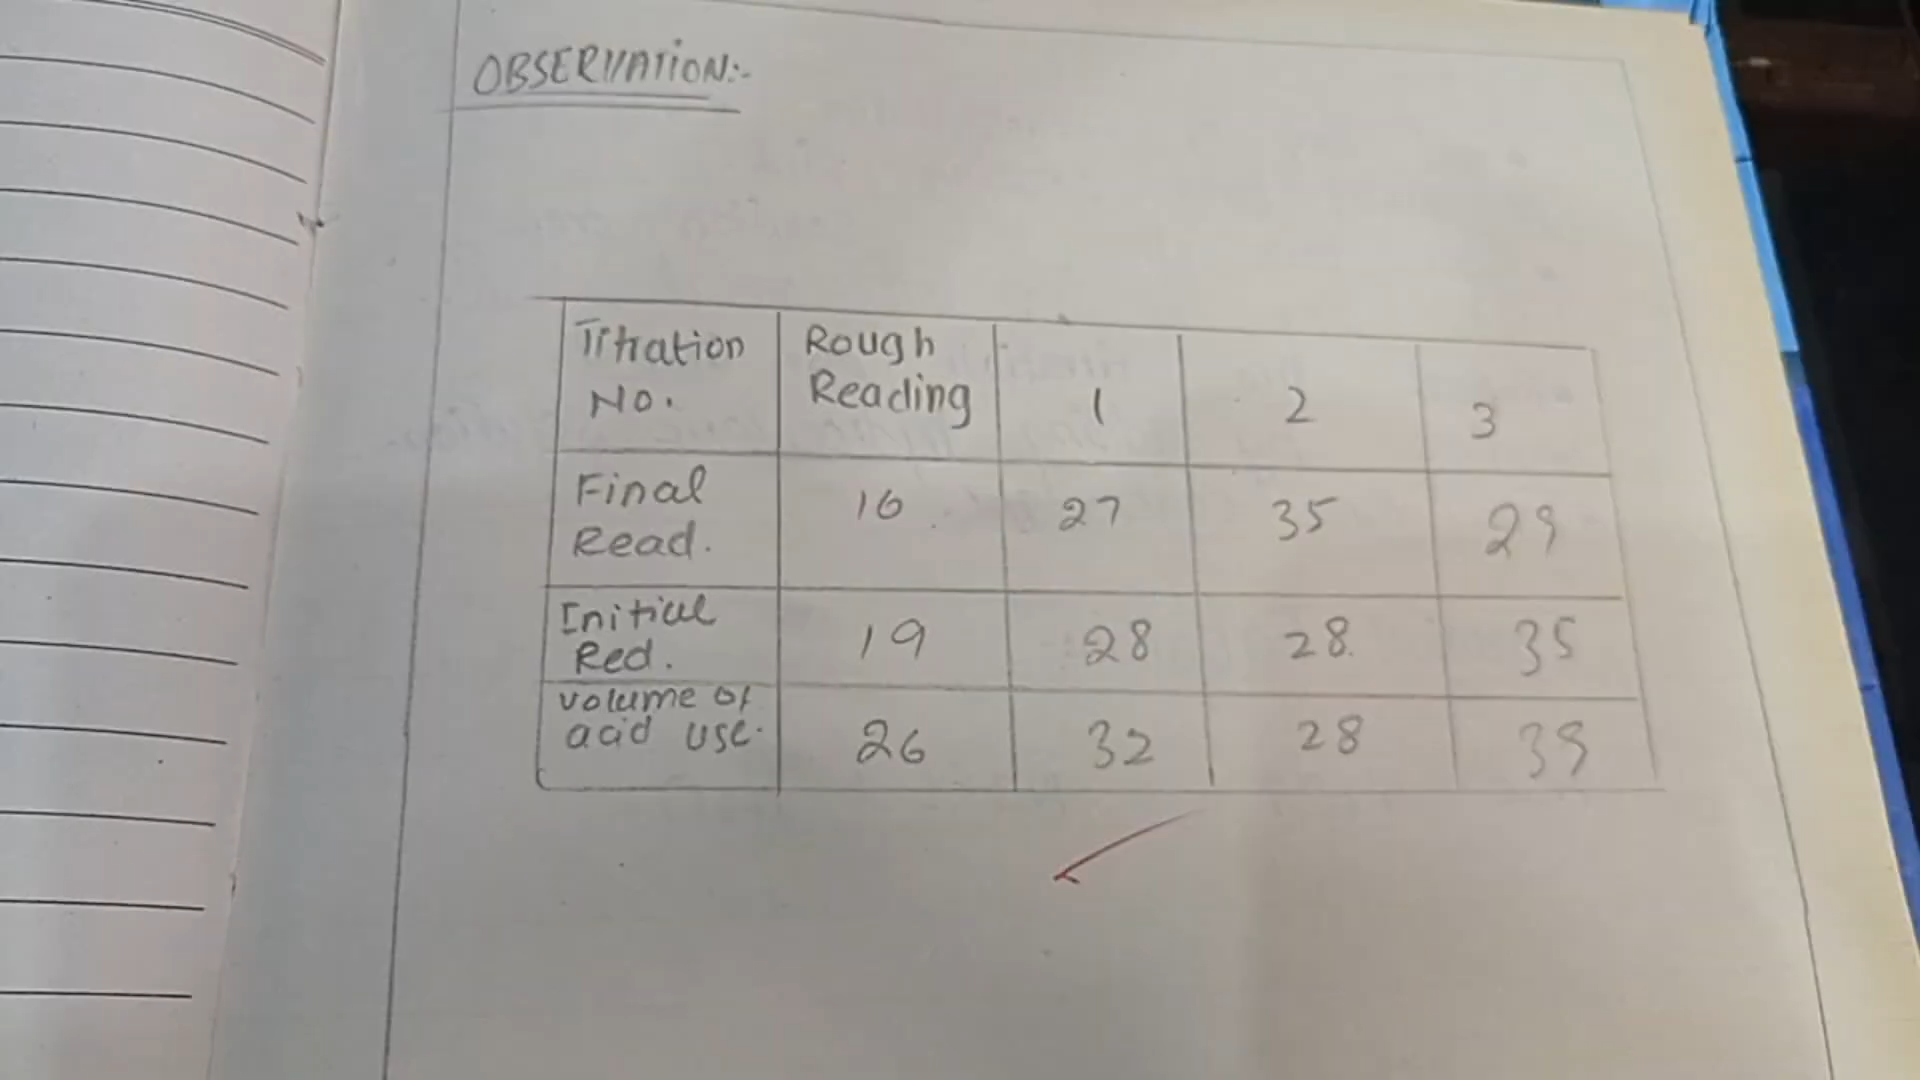 OBSERVATION:-
Titration No. Rough Reading 1 2 3
Final Read. 16 27 35 29
Initial Red. 19 28 28. 35
volume of acid use. 26 32 28 39